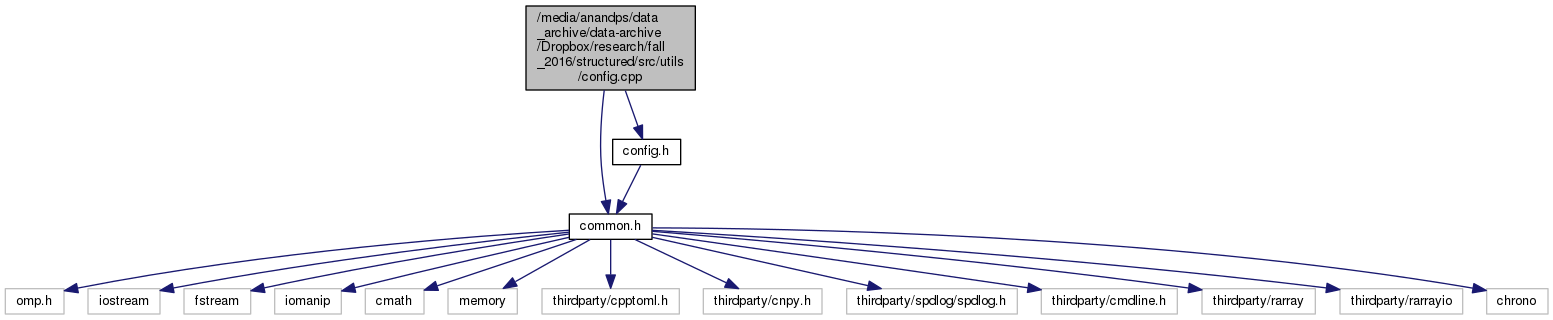 /media/anandps/data
_archive/data-archive
/Dropbox/research/fall
_2016/structured/src/utils
/config.cpp
config.h
common.h
omp.h
iostream
fstream
iomanip
cmath
memory
thirdparty/cpptoml.h
thirdparty/cnpy.h
thirdparty/spdlog/spdlog.h
thirdparty/cmdline.h
thirdparty/rarray
thirdparty/rarrayio
chrono